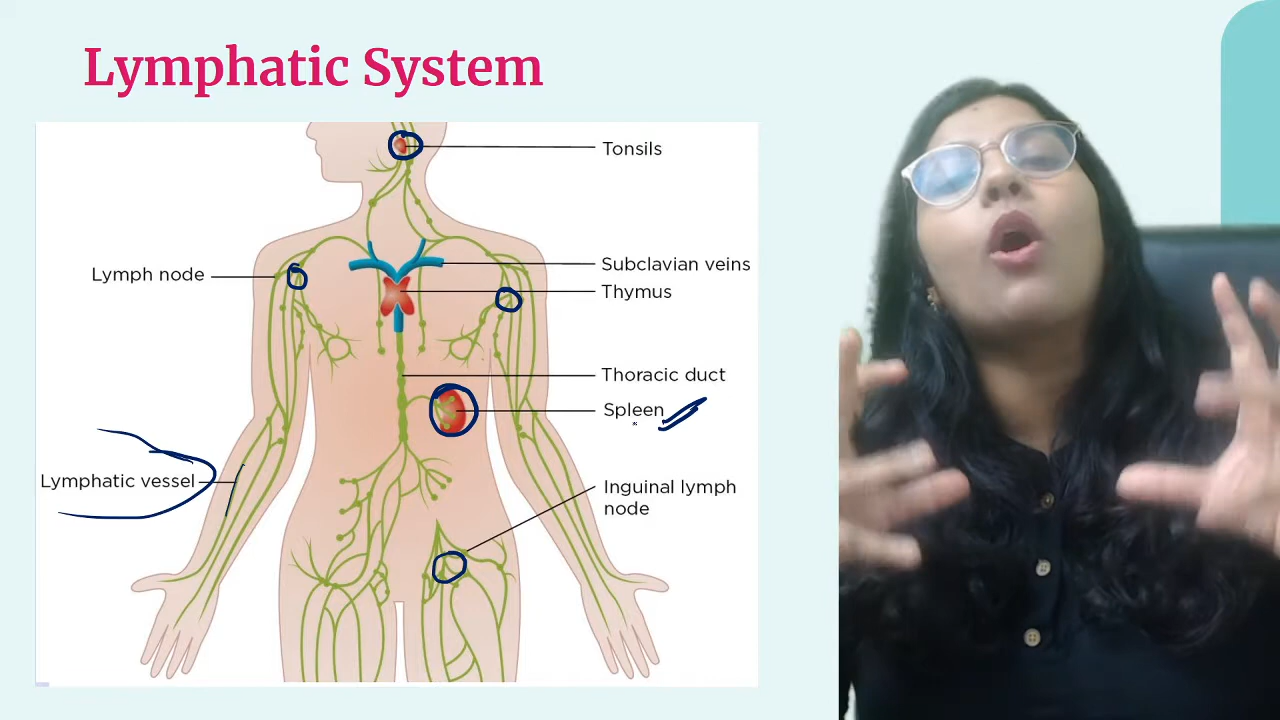 Lymphatic System
Tonsils
Lymph node
Subclavian veins
Thymus
Thoracic duct
Spleen
Lymphatic vessel
Inguinal lymph
node